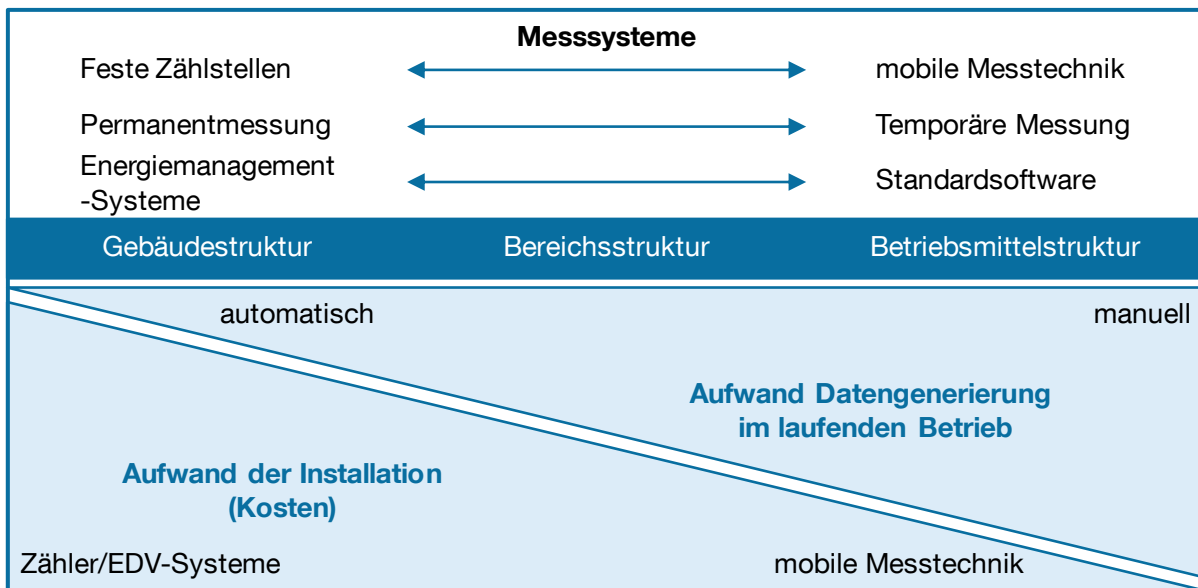 Messsysteme
Feste Zählstellen
mobile Messtechnik
Permanentmessung
Temporäre Messung
Energiemanagement
-Systeme
Standardsoftware
Gebäudestruktur
Bereichsstruktur
Betriebsmittelstruktur
automatisch
manuell
Aufwand Datengenerierung
im laufenden Betrieb
Aufwand der Installation
(Kosten)
Zähler/EDV-Systeme
mobile Messtechnik